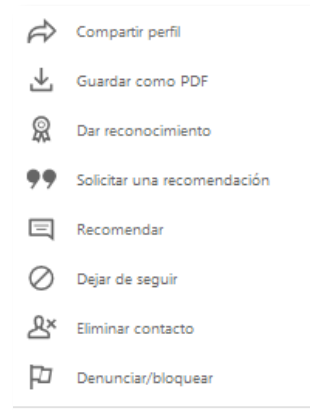 Compartir perfil
Guardar como PDF
Dar reconocimiento
Solicitar una recomendación
Recomendar
Dejar de seguir
Eliminar contacto
Denunciar/bloquear